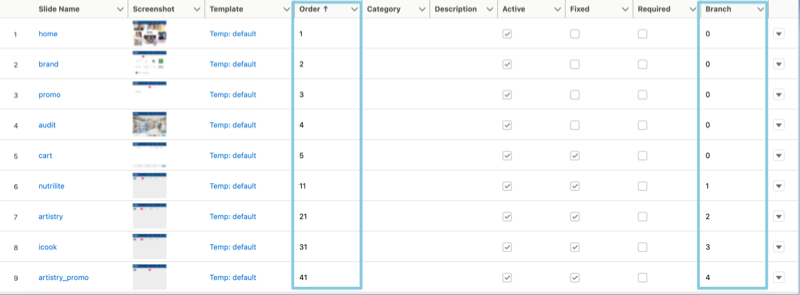 Slide Name Screenshot Template Order ↑ Category Description Active Fixed Required Branch
1 home Temp: default 1 0
2 brand Temp: default 2 0
3 promo Temp: default 3 0
4 audit Temp: default 4 0
5 cart Temp: default 5 0
6 nutrilite Temp: default 11 1
7 artistry Temp: default 21 2
8 icook Temp: default 31 3
9 artistry_promo Temp: default 41 4